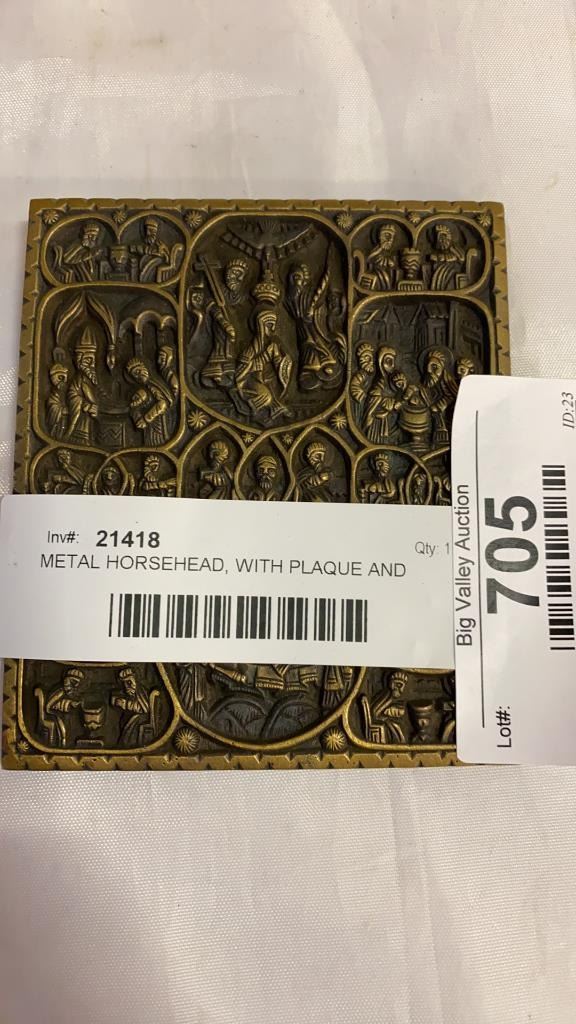 Inv#: 21418
Qty: 1
METAL HORSEHEAD, WITH PLAQUE AND
Big Valley Auction
ID:23
705
Lot#: